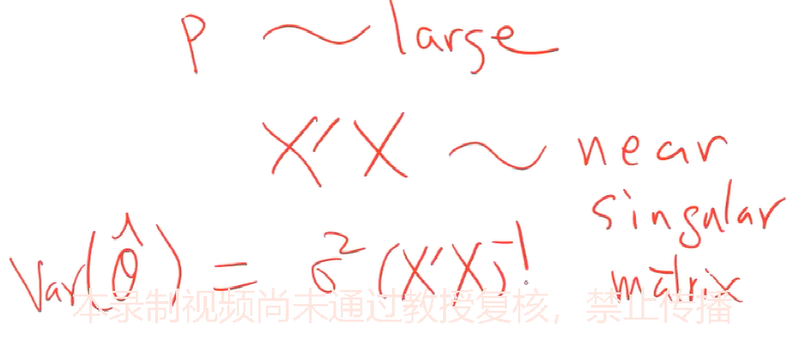 p ~ large
X'X ~ near
singular
Var(θ̂) = σ²(X'X)⁻¹ matrix
本录制视频尚未通过教授复核，禁止传播